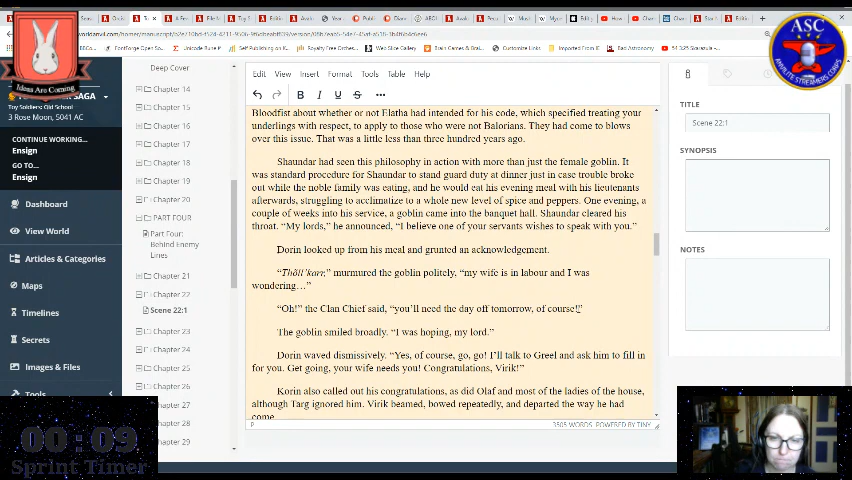 Ideas Are Coming
ASC
ANVILITE STREAMERS CORPS
SAGA
Toy Soldiers: Old School
3 Rose Moon, 5041 AC
CONTINUE WORKING...
Ensign
GO TO...
Ensign
Dashboard
View World
Articles & Categories
Maps
Timelines
Secrets
Images & Files
Tools
00:09
Sprint Timer
Deep Cover
Chapter 14
Chapter 15
Chapter 16
Chapter 17
Chapter 18
Chapter 19
Chapter 20
PART FOUR
Part Four:
Behind Enemy
Lines
Chapter 21
Chapter 22
Scene 22:1
Chapter 23
Chapter 24
Chapter 25
Chapter 26
Chapter 27
Chapter 28
Chapter 29
Edit View Insert Format Tools Table Help
Bloodfist about whether or not Elatha had intended for his code, which specified treating your
underlings with respect, to apply to those who were not Balorians. They had come to blows
over this issue. That was a little less than three hundred years ago.
Shaundar had seen this philosophy in action with more than just the female goblin. It
was standard procedure for Shaundar to stand guard duty at dinner just in case trouble broke
out while the noble family was eating, and he would eat his evening meal with his lieutenants
afterwards, struggling to acclimatize to a whole new level of spice and peppers. One evening, a
couple of weeks into his service, a goblin came into the banquet hall. Shaundar cleared his
throat. “My lords,” he announced, “I believe one of your servants wishes to speak with you.”
Dorin looked up from his meal and grunted an acknowledgement.
murmured the goblin politely, “my wife is in labour and I was
wondering…”
“Oh!” the Clan Chief said, “you’ll need the day off tomorrow, of course!”
The goblin smiled broadly. “I was hoping, my lord.”
Dorin waved dismissively. “Yes, of course, go, go! I’ll talk to Greel and ask him to fill in
for you. Get going, your wife needs you! Congratulations, Virik!”
Korin also called out his congratulations, as did Olaf and most of the ladies of the house,
although Targ ignored him. Virik beamed, bowed repeatedly, and departed the way he had
come.
P
3505 WORDS POWERED BY TINY
TITLE
Scene 22:1
SYNOPSIS
NOTES